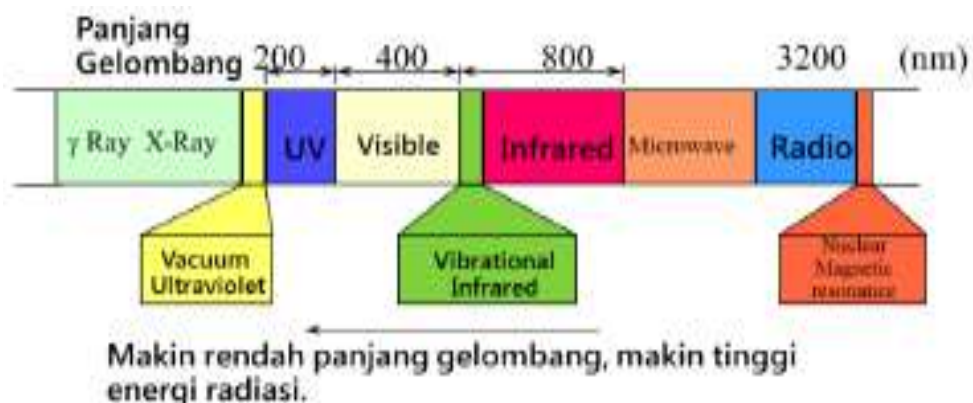 Panjang
Gelombang 200 400 800 3200 (nm)
γ Ray X-Ray UV Visible Infrared Microwave Radio
Vacuum
Ultraviolet
Vibrational
Infrared
Nuclear
Magnetic
resonance
Makin rendah panjang gelombang, makin tinggi
energi radiasi.